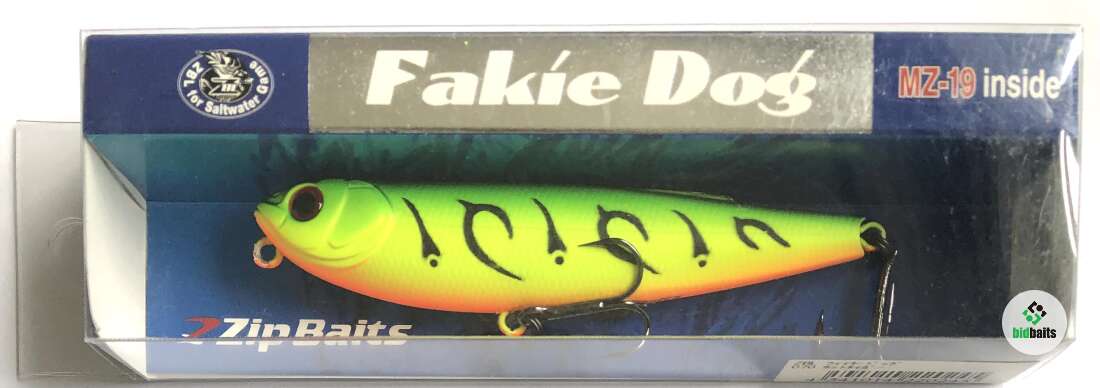 ZBL for Saltwater Game
Fakie Dog
MZ-19 inside
ZipBaits
bidbaits